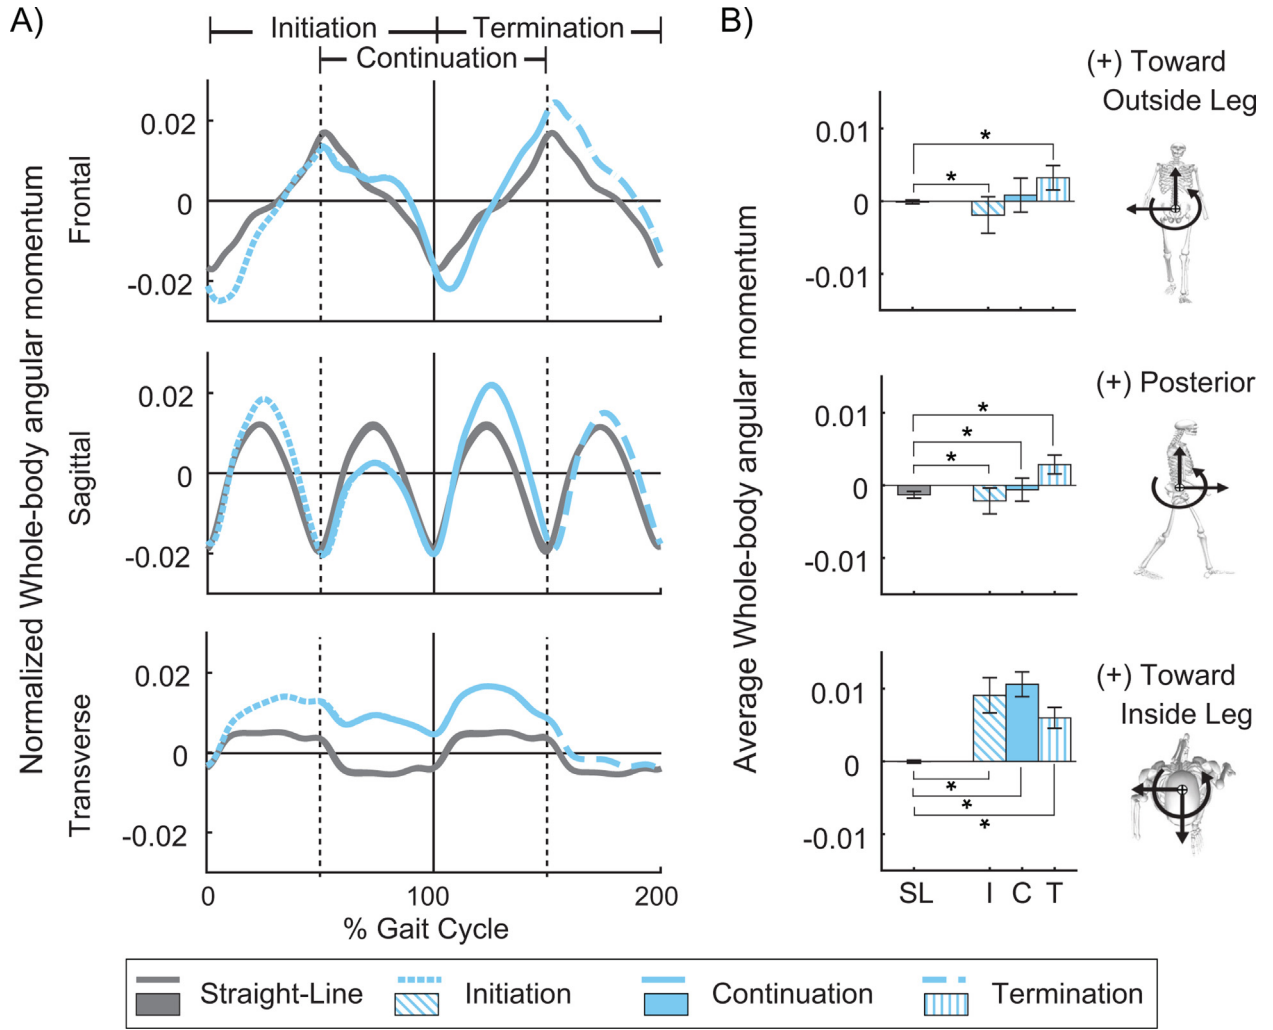 A)
Initiation
Termination
Continuation
Normalized Whole-body angular momentum
Frontal
0.02
0
-0.02
Sagittal
0.02
0
-0.02
Transverse
0.02
0
-0.02
0
100
200
% Gait Cycle
B)
Average Whole-body angular momentum
0.01
0
-0.01
*
*
(+) Toward
Outside Leg
0.01
0
-0.01
*
*
*
(+) Posterior
0.01
0
-0.01
*
*
*
(+) Toward
Inside Leg
SL I C T
Straight-Line Initiation Continuation Termination